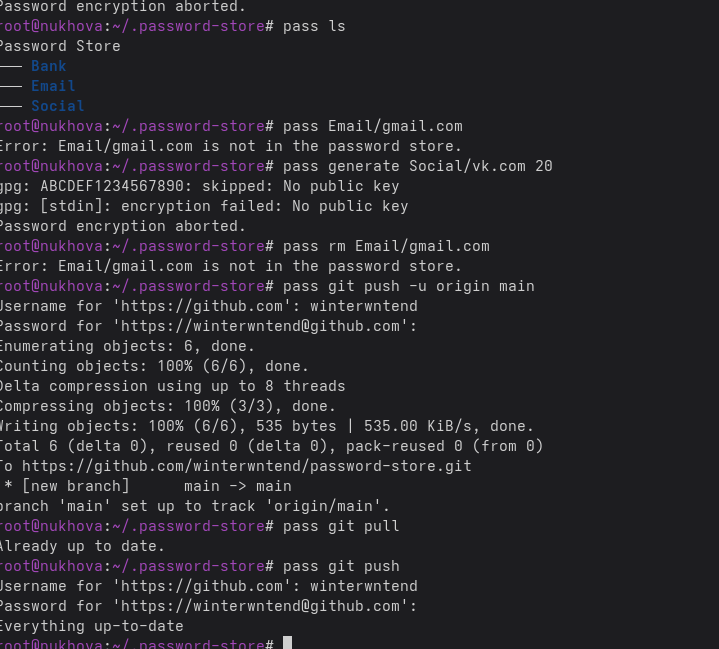 Password encryption aborted.
root@nukhova:~/.password-store# pass ls
Password Store
├── Bank
├── Email
└── Social
root@nukhova:~/.password-store# pass Email/gmail.com
Error: Email/gmail.com is not in the password store.
root@nukhova:~/.password-store# pass generate Social/vk.com 20
gpg: ABCDEF1234567890: skipped: No public key
gpg: [stdin]: encryption failed: No public key
Password encryption aborted.
root@nukhova:~/.password-store# pass rm Email/gmail.com
Error: Email/gmail.com is not in the password store.
root@nukhova:~/.password-store# pass git push -u origin main
Username for 'https://github.com': winterwntend
Password for 'https://winterwntend@github.com':
Enumerating objects: 6, done.
Counting objects: 100% (6/6), done.
Delta compression using up to 8 threads
Compressing objects: 100% (3/3), done.
Writing objects: 100% (6/6), 535 bytes | 535.00 KiB/s, done.
Total 6 (delta 0), reused 0 (delta 0), pack-reused 0 (from 0)
To https://github.com/winterwntend/password-store.git
 * [new branch]      main -> main
branch 'main' set up to track 'origin/main'.
root@nukhova:~/.password-store# pass git pull
Already up to date.
root@nukhova:~/.password-store# pass git push
Username for 'https://github.com': winterwntend
Password for 'https://winterwntend@github.com':
Everything up-to-date
root@nukhova:~/.password-store#